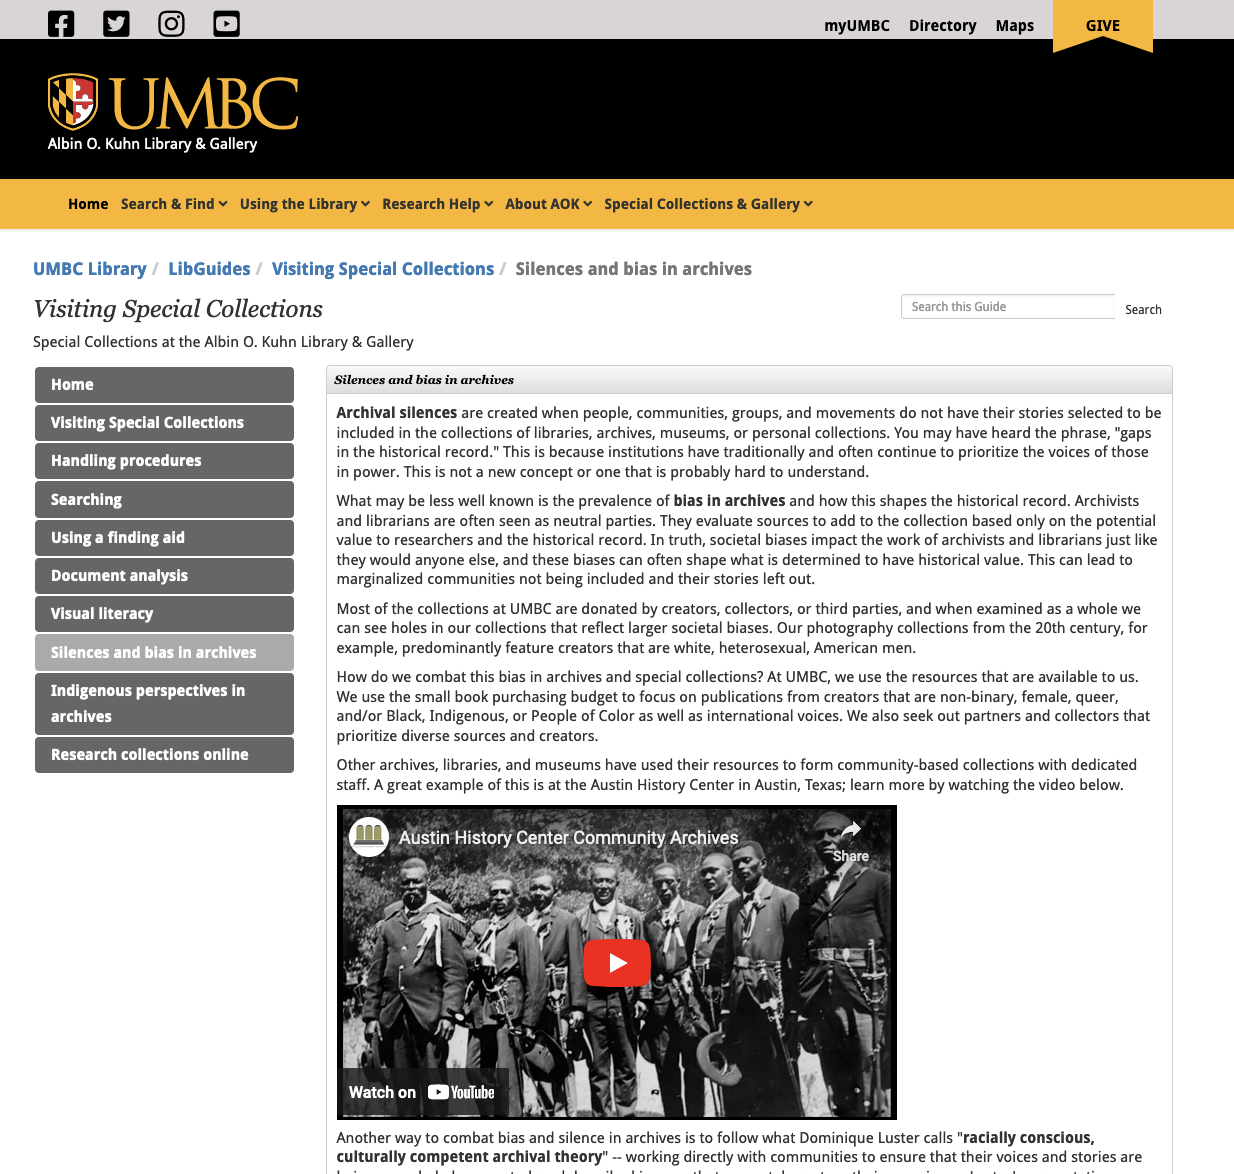 myUMBC Directory Maps GIVE
UMBC
Albin O. Kuhn Library & Gallery
Home Search & Find Using the Library Research Help About AOK Special Collections & Gallery
UMBC Library / LibGuides / Visiting Special Collections / Silences and bias in archives
Visiting Special Collections
Search this Guide Search
Special Collections at the Albin O. Kuhn Library & Gallery
Home
Visiting Special Collections
Handling procedures
Searching
Using a finding aid
Document analysis
Visual literacy
Silences and bias in archives
Indigenous perspectives in
archives
Research collections online
Silences and bias in archives
Archival silences are created when people, communities, groups, and movements do not have their stories selected to be
included in the collections of libraries, archives, museums, or personal collections. You may have heard the phrase, "gaps
in the historical record." This is because institutions have traditionally and often continue to prioritize the voices of those
in power. This is not a new concept or one that is probably hard to understand.
What may be less well known is the prevalence of bias in archives and how this shapes the historical record. Archivists
and librarians are often seen as neutral parties. They evaluate sources to add to the collection based only on the potential
value to researchers and the historical record. In truth, societal biases impact the work of archivists and librarians just like
they would anyone else, and these biases can often shape what is determined to have historical value. This can lead to
marginalized communities not being included and their stories left out.
Most of the collections at UMBC are donated by creators, collectors, or third parties, and when examined as a whole we
can see holes in our collections that reflect larger societal biases. Our photography collections from the 20th century, for
example, predominantly feature creators that are white, heterosexual, American men.
How do we combat this bias in archives and special collections? At UMBC, we use the resources that are available to us.
We use the small book purchasing budget to focus on publications from creators that are non-binary, female, queer,
and/or Black, Indigenous, or People of Color as well as international voices. We also seek out partners and collectors that
prioritize diverse sources and creators.
Other archives, libraries, and museums have used their resources to form community-based collections with dedicated
staff. A great example of this is at the Austin History Center in Austin, Texas; learn more by watching the video below.
Austin History Center Community Archives
Share
Watch on YouTube
Another way to combat bias and silence in archives is to follow what Dominique Luster calls "racially conscious,
culturally competent archival theory" -- working directly with communities to ensure that their voices and stories are